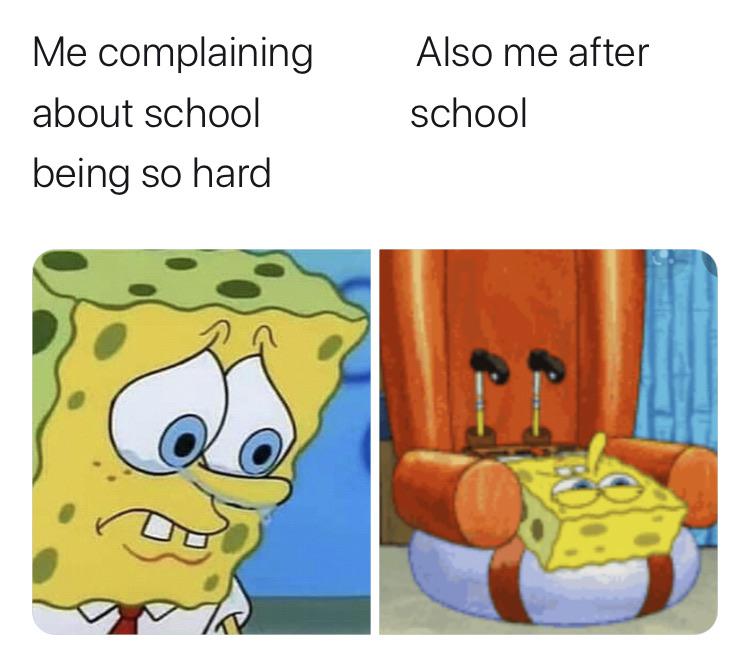 Me complaining
about school
being so hard
Also me after
school